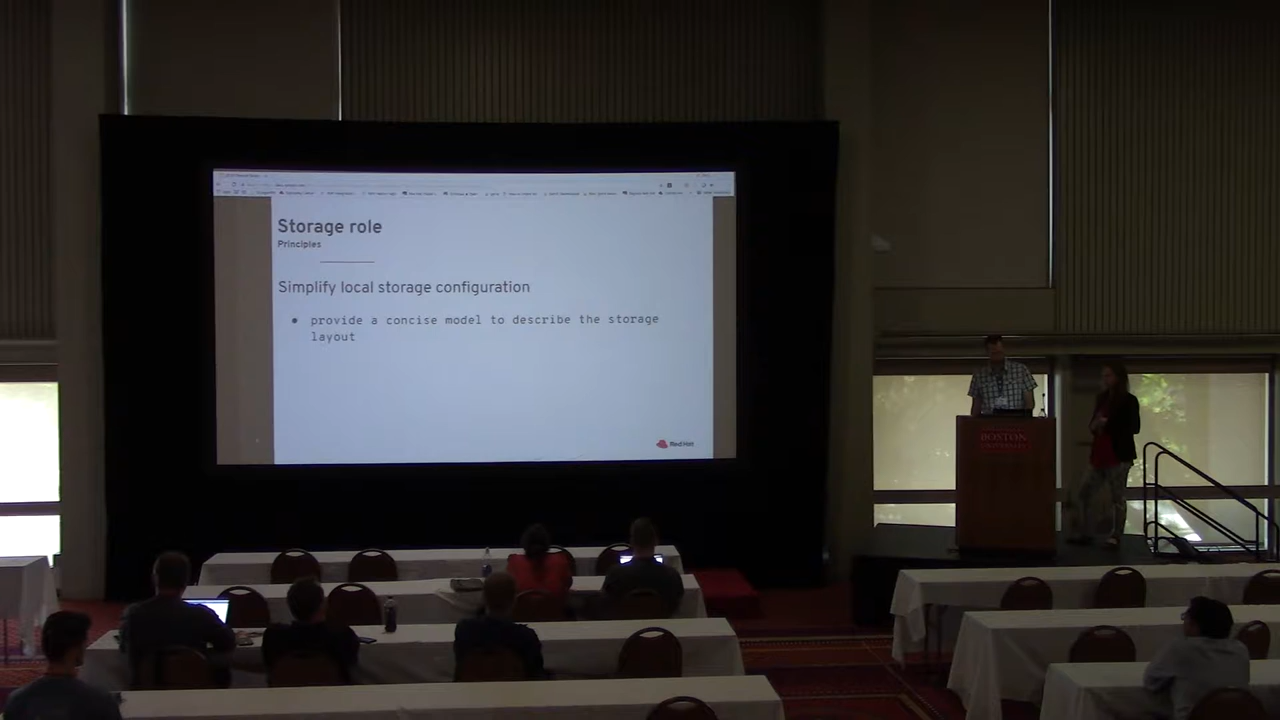 Storage role
Principles
Simplify local storage configuration
• provide a concise model to describe the storage
layout
Red Hat
BOSTON
UNIVERSITY